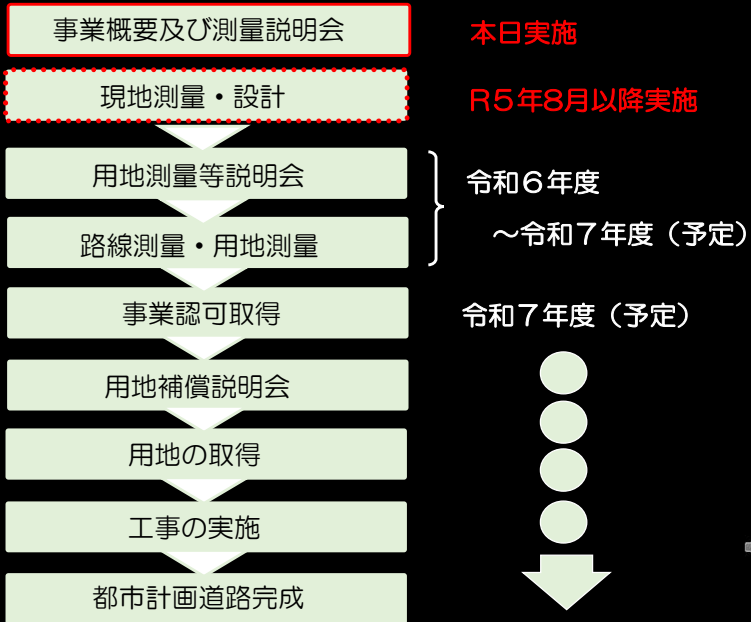 事業概要及び測量説明会
本日実施
現地測量・設計
R5年8月以降実施
用地測量等説明会
令和6年度
路線測量・用地測量
～令和7年度（予定）
事業認可取得
令和7年度（予定）
用地補償説明会
用地の取得
工事の実施
都市計画道路完成